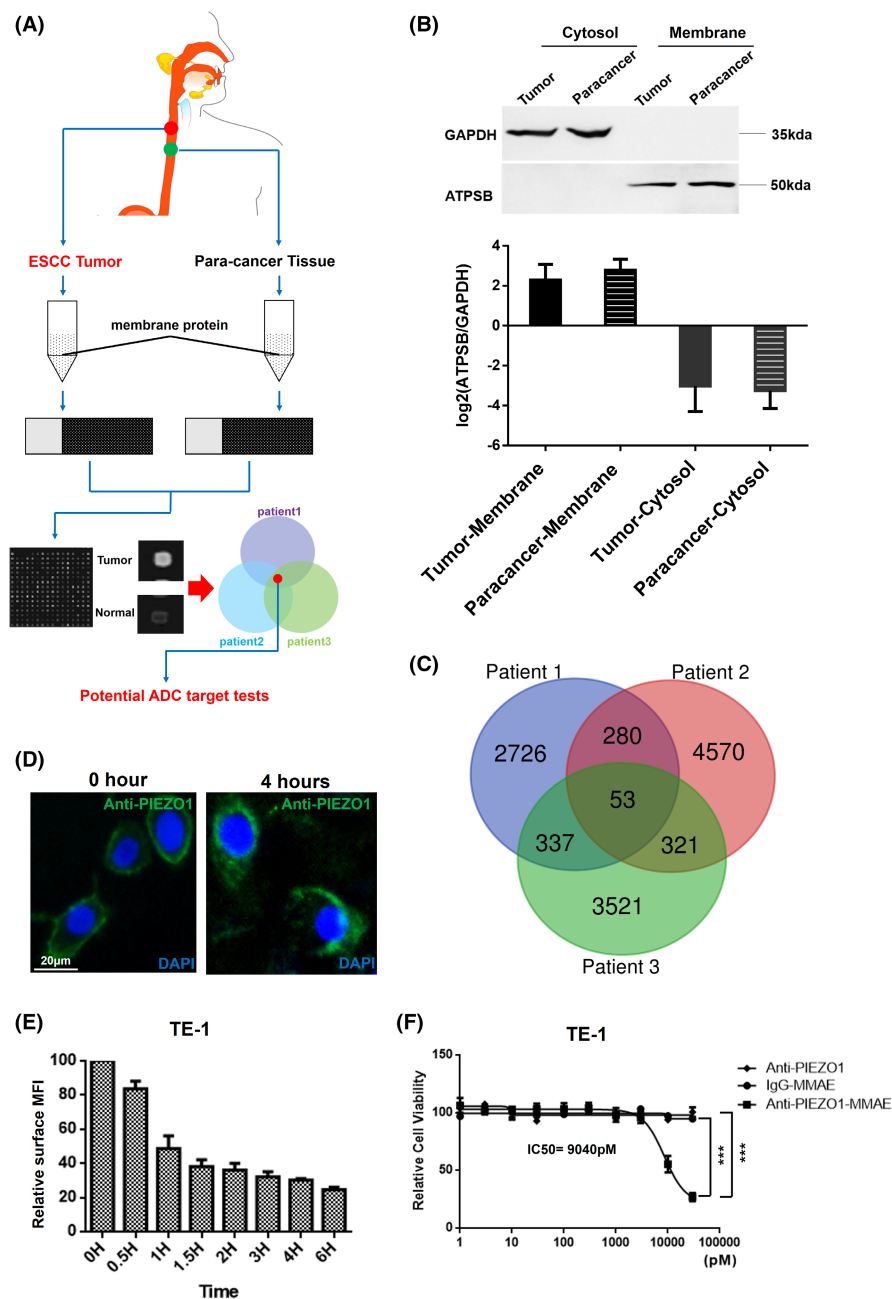 (A)
ESCC Tumor
Para-cancer Tissue
membrane protein
Tumor
Normal
patient1
patient2
patient3
Potential ADC target tests
(B)
Cytosol
Membrane
Tumor
Paracancer
Tumor
Paracancer
GAPDH
35kda
ATPSB
50kda
log2(ATPSB/GAPDH)
4
2
0
-2
-4
-6
Tumor-Membrane
Paracancer-Membrane
Tumor-Cytosol
Paracancer-Cytosol
(C)
Patient 1
Patient 2
2726
280
4570
53
337
321
3521
Patient 3
(D)
0 hour
4 hours
Anti-PIEZO1
Anti-PIEZO1
20μm
DAPI
DAPI
(E)
TE-1
Relative surface MFI
100
80
60
40
20
0
0H
0.5H
1H
1.5H
2H
3H
4H
6H
Time
(F)
TE-1
Relative Cell Viability
150
100
50
0
IC50= 9040pM
Anti-PIEZO1
IgG-MMAE
Anti-PIEZO1-MMAE
***
***
1
10
100
1000
10000
100000
(pM)